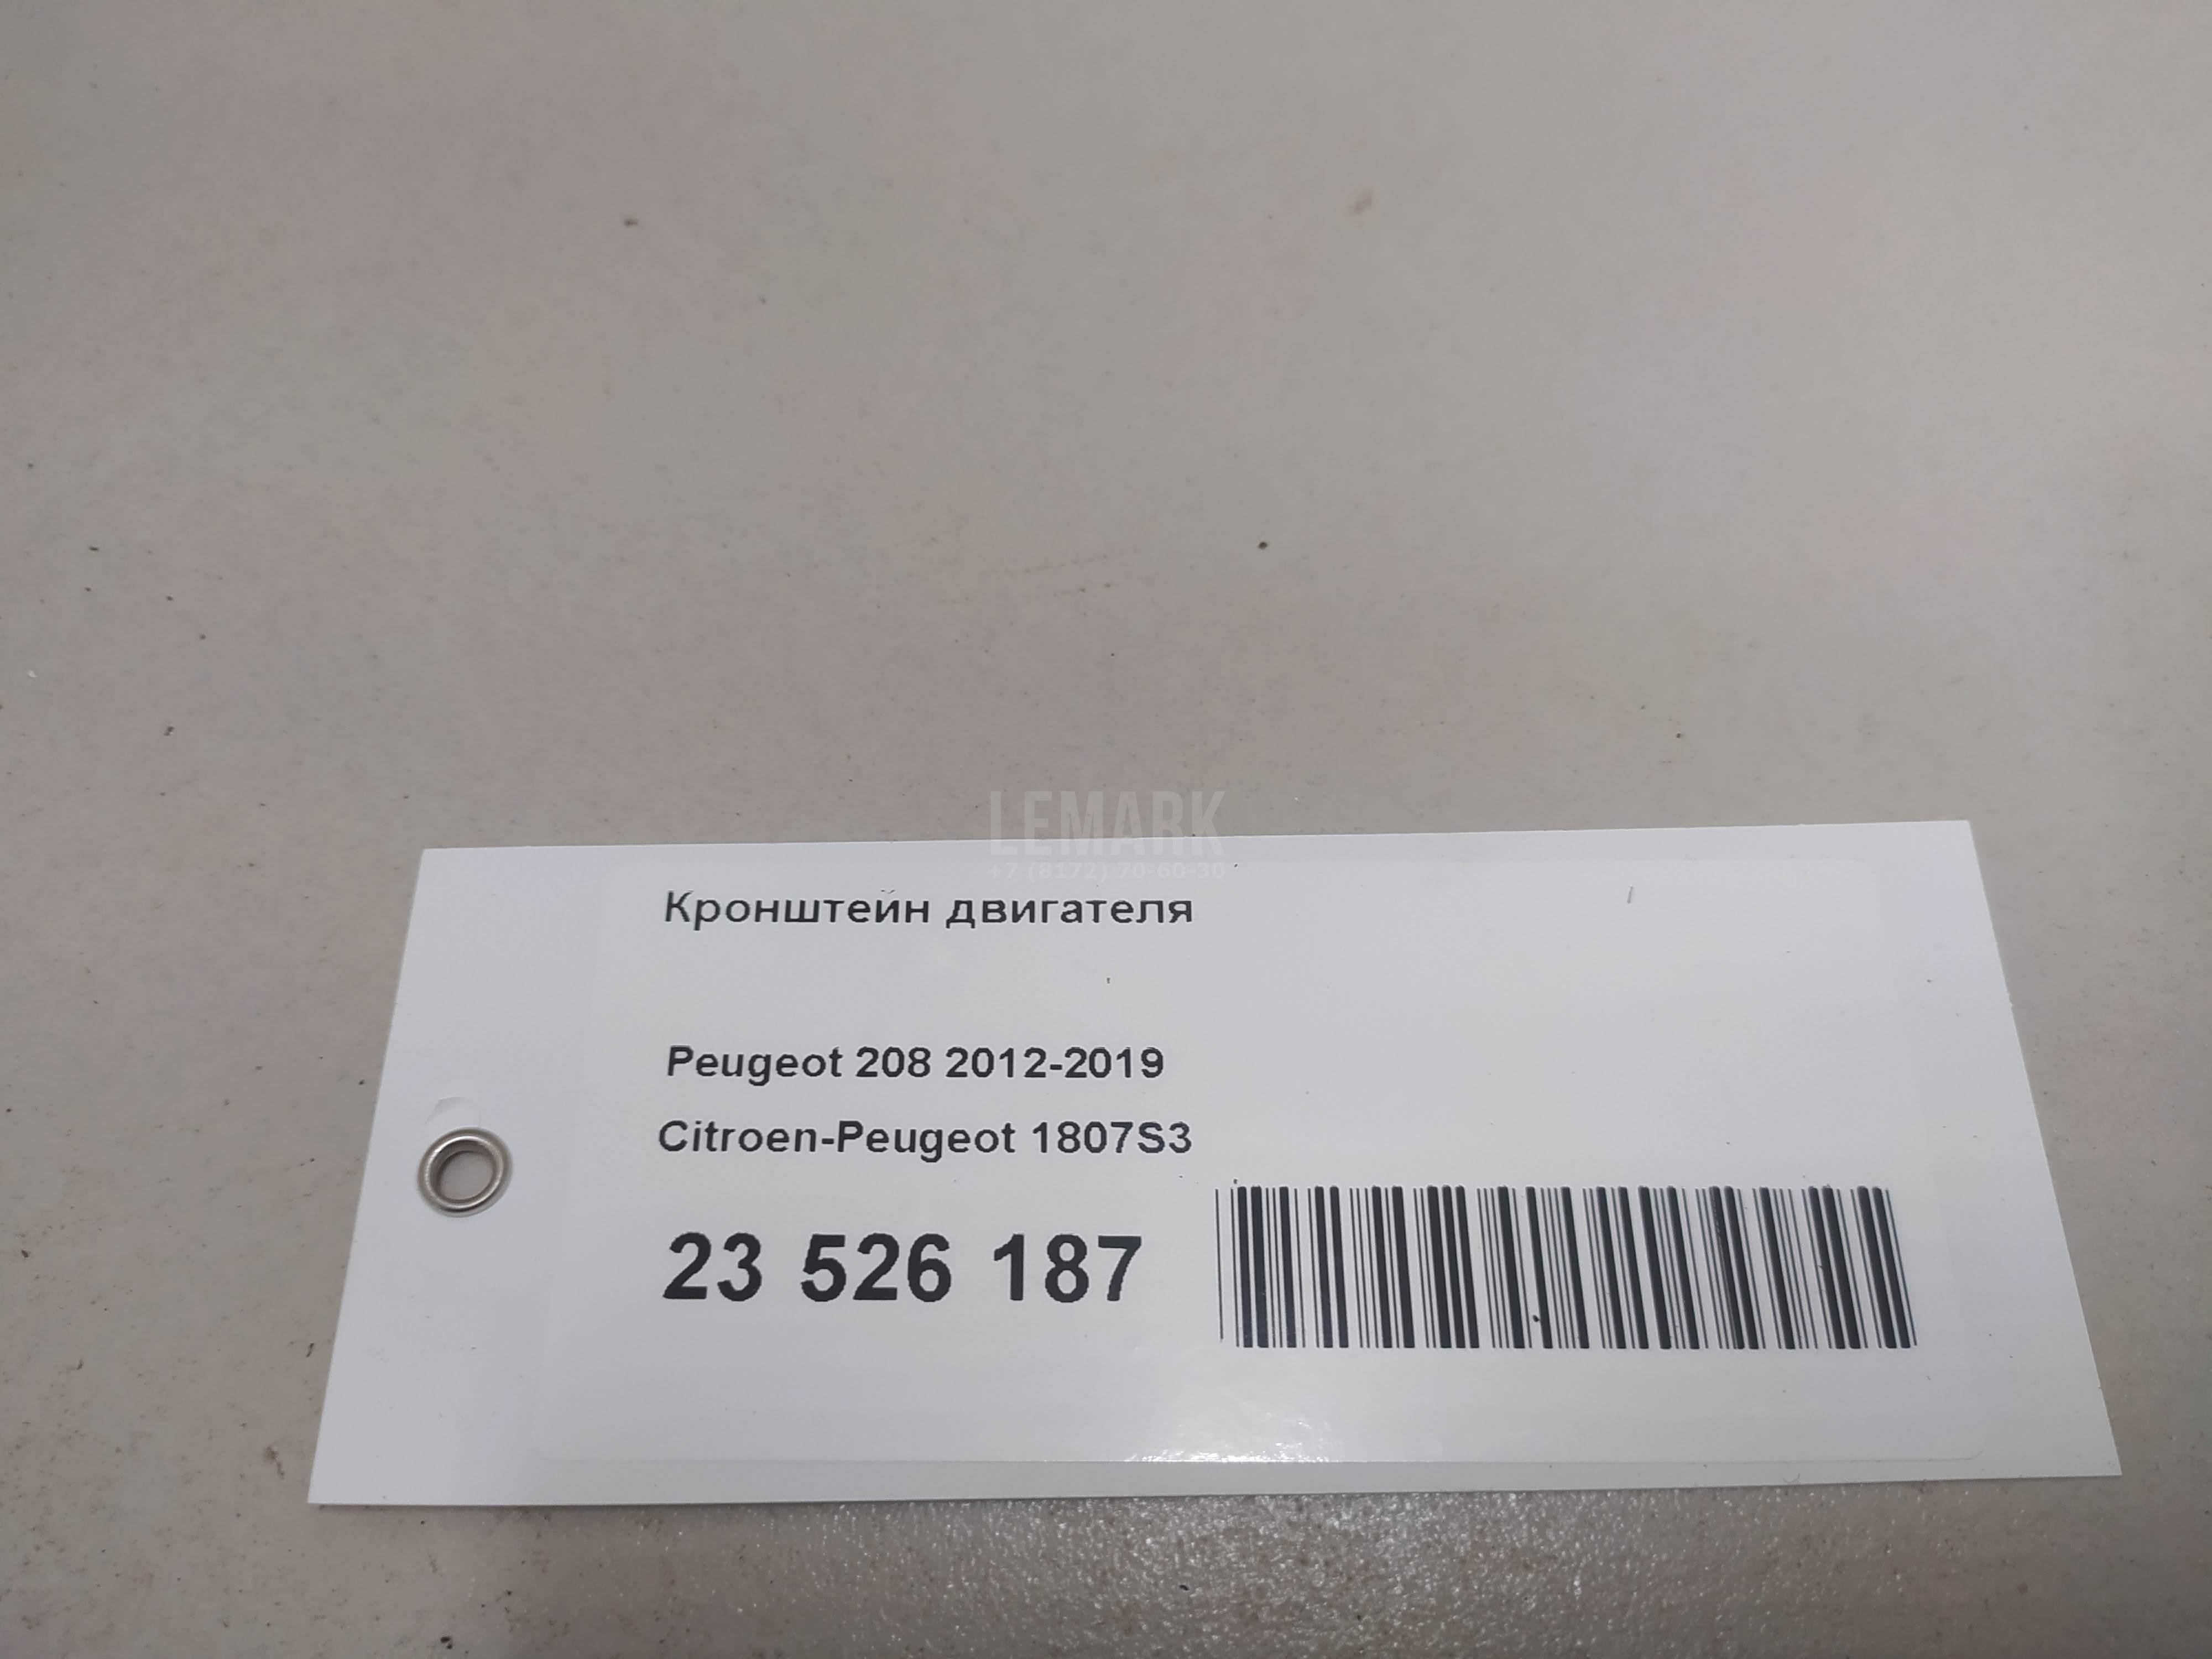 LEMARK
+7 (8172) 70-60-30
Кронштейн двигателя
Peugeot 208 2012-2019
Citroen-Peugeot 1807S3
23 526 187